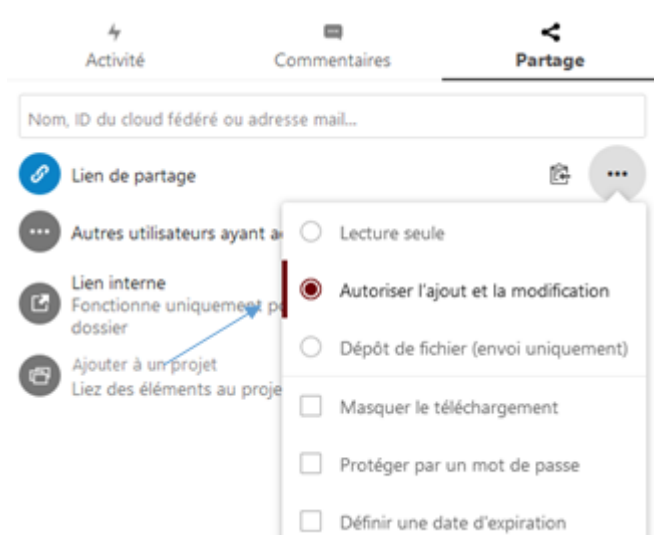 Activité
Commentaires
Partage
Nom, ID du cloud fédéré ou adresse mail...
Lien de partage
Autres utilisateurs ayant a
Lecture seule
Lien interne
Fonctionne uniquement p
dossier
Autoriser l'ajout et la modification
Ajouter à un projet
Liez des éléments au proje
Dépôt de fichier (envoi uniquement)
Masquer le téléchargement
Protéger par un mot de passe
Définir une date d'expiration